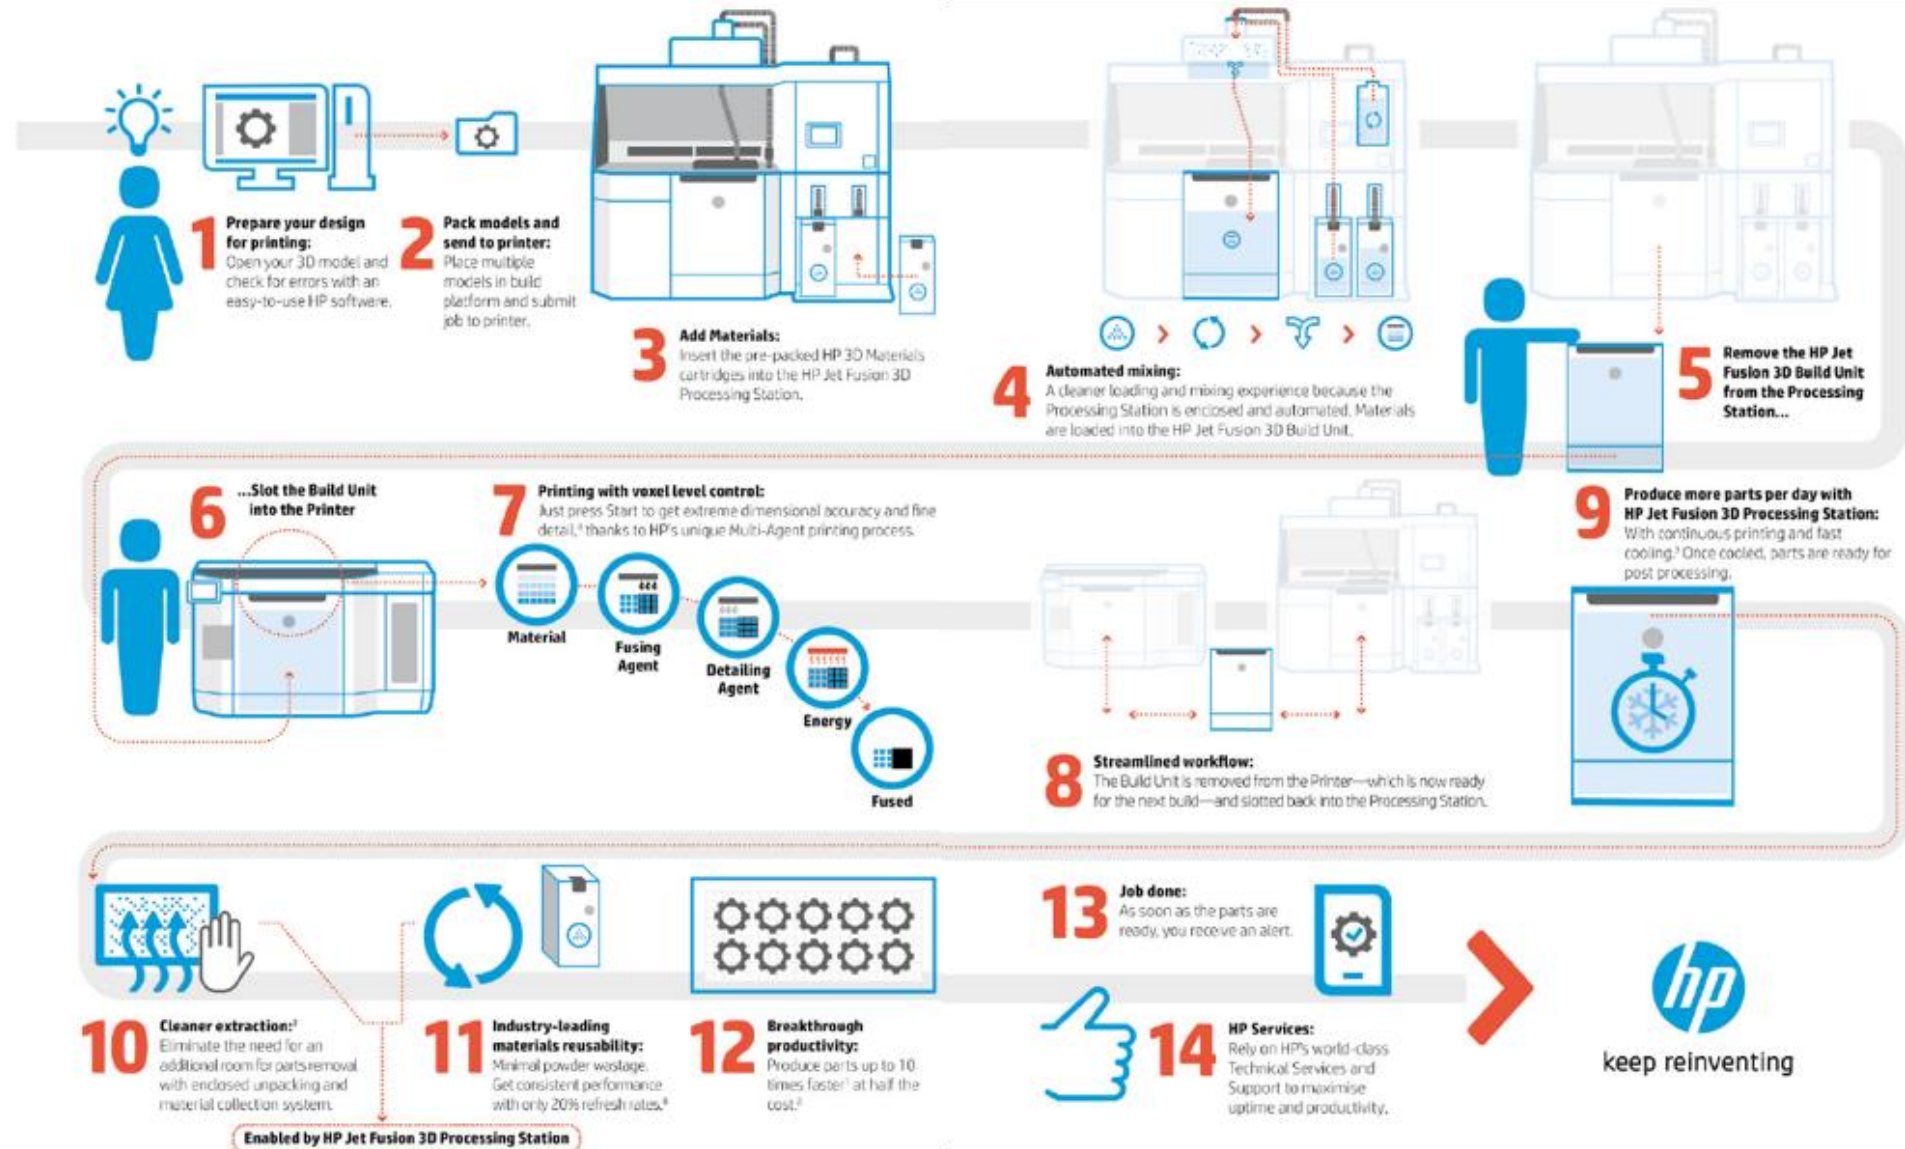 1
Prepare your design
for printing:
Open your 3D model and
check for errors with an
easy-to-use HP software.
2
Pack models and
send to printer:
Place multiple
models in build
platform and submit
job to printer.
3
Add Materials:
Insert the pre-packed HP 3D Materials
cartridges into the HP Jet Fusion 3D
Processing Station.
4
Automated mixing:
A cleaner loading and mixing experience because the
Processing Station is enclosed and automated. Materials
are loaded into the HP Jet Fusion 3D Build Unit.
5
Remove the HP Jet
Fusion 3D Build Unit
from the Processing
Station...
6
...Slot the Build Unit
into the Printer
7
Printing with voxel level control:
Just press Start to get extreme dimensional accuracy and fine
detail,⁴ thanks to HP's unique Multi-Agent printing process.
Material
Fusing
Agent
Detailing
Agent
Energy
Fused
8
Streamlined workflow:
The Build Unit is removed from the Printer—which is now ready
for the next build—and slotted back into the Processing Station.
9
Produce more parts per day with
HP Jet Fusion 3D Processing Station:
With continuous printing and fast
cooling. Once cooled, parts are ready for
post processing.
10
Cleaner extraction:
Eliminate the need for an
additional room for parts removal
with enclosed unpacking and
material collection system.
11
Industry-leading
materials reusability:
Minimal powder wastage.
Get consistent performance
with only 20% refresh rates.
Enabled by HP Jet Fusion 3D Processing Station
12
Breakthrough
productivity:
Produce parts up to 10
times faster¹ at half the
cost.²
13
Job done:
As soon as the parts are
ready, you receive an alert.
14
HP Services:
Rely on HP's world-class
Technical Services and
Support to maximise
uptime and productivity.
hp
keep reinventing